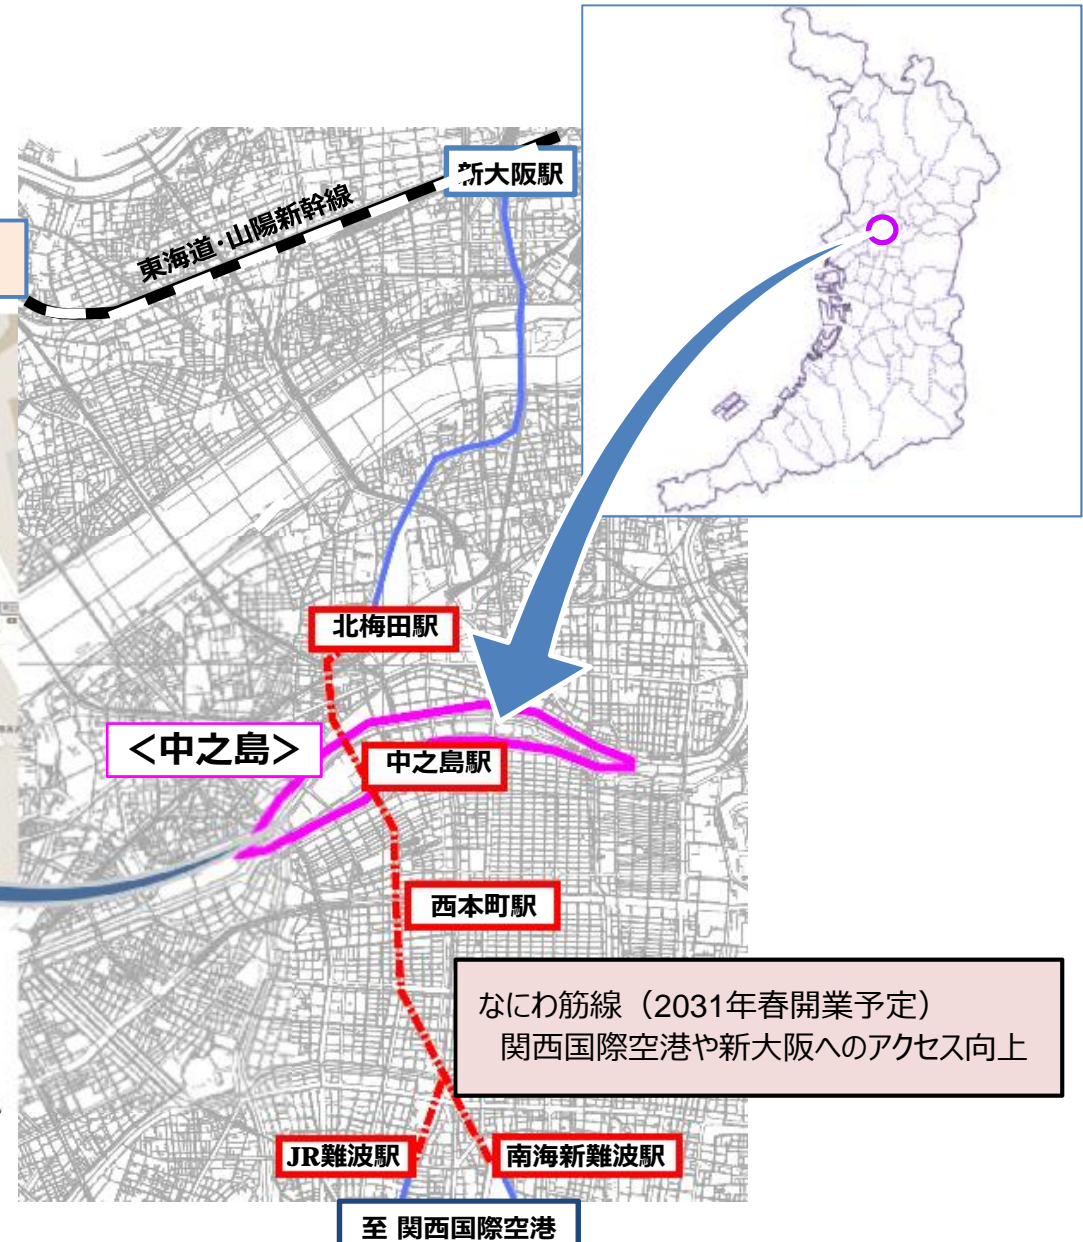 新大阪駅
東海道・山陽新幹線
北梅田駅
<中之島>
中之島駅
西本町駅
なにわ筋線（2031年春開業予定）
関西国際空港や新大阪へのアクセス向上
JR難波駅
南海新難波駅
至 関西国際空港